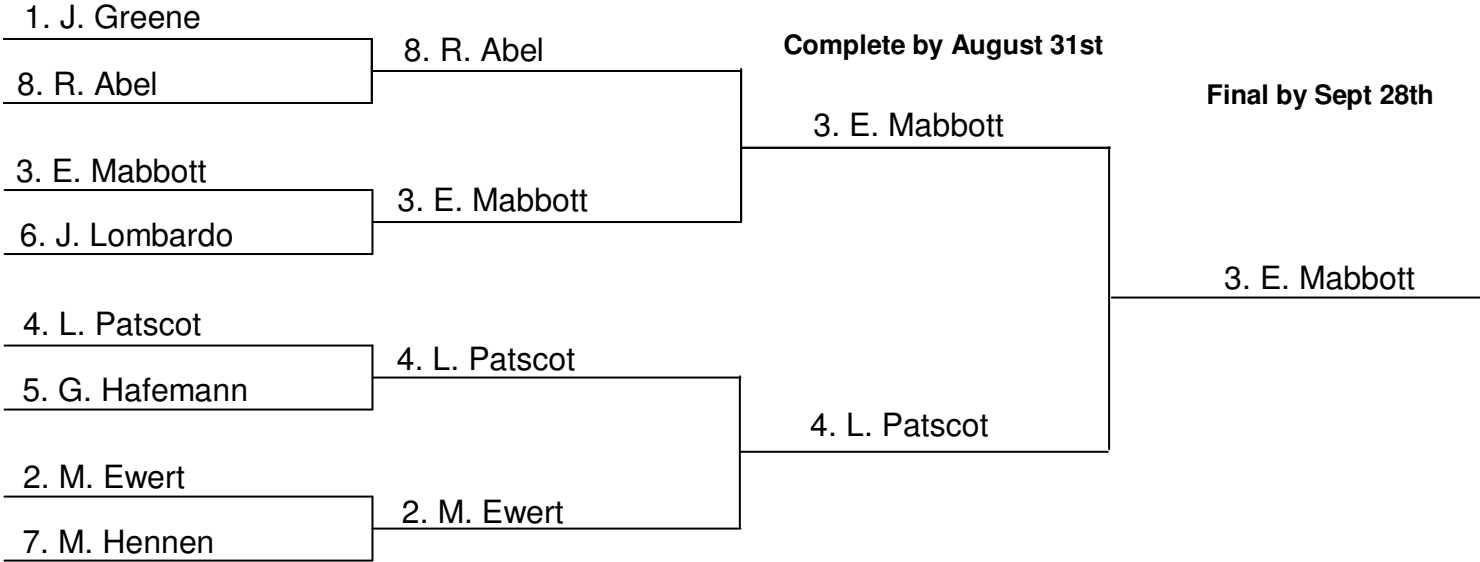 1. J. Greene
8. R. Abel
3. E. Mabbott
6. J. Lombardo
4. L. Patscot
5. G. Hafemann
2. M. Ewert
7. M. Hennen
8. R. Abel
3. E. Mabbott
4. L. Patscot
2. M. Ewert
Complete by August 31st
3. E. Mabbott
4. L. Patscot
Final by Sept 28th
3. E. Mabbott